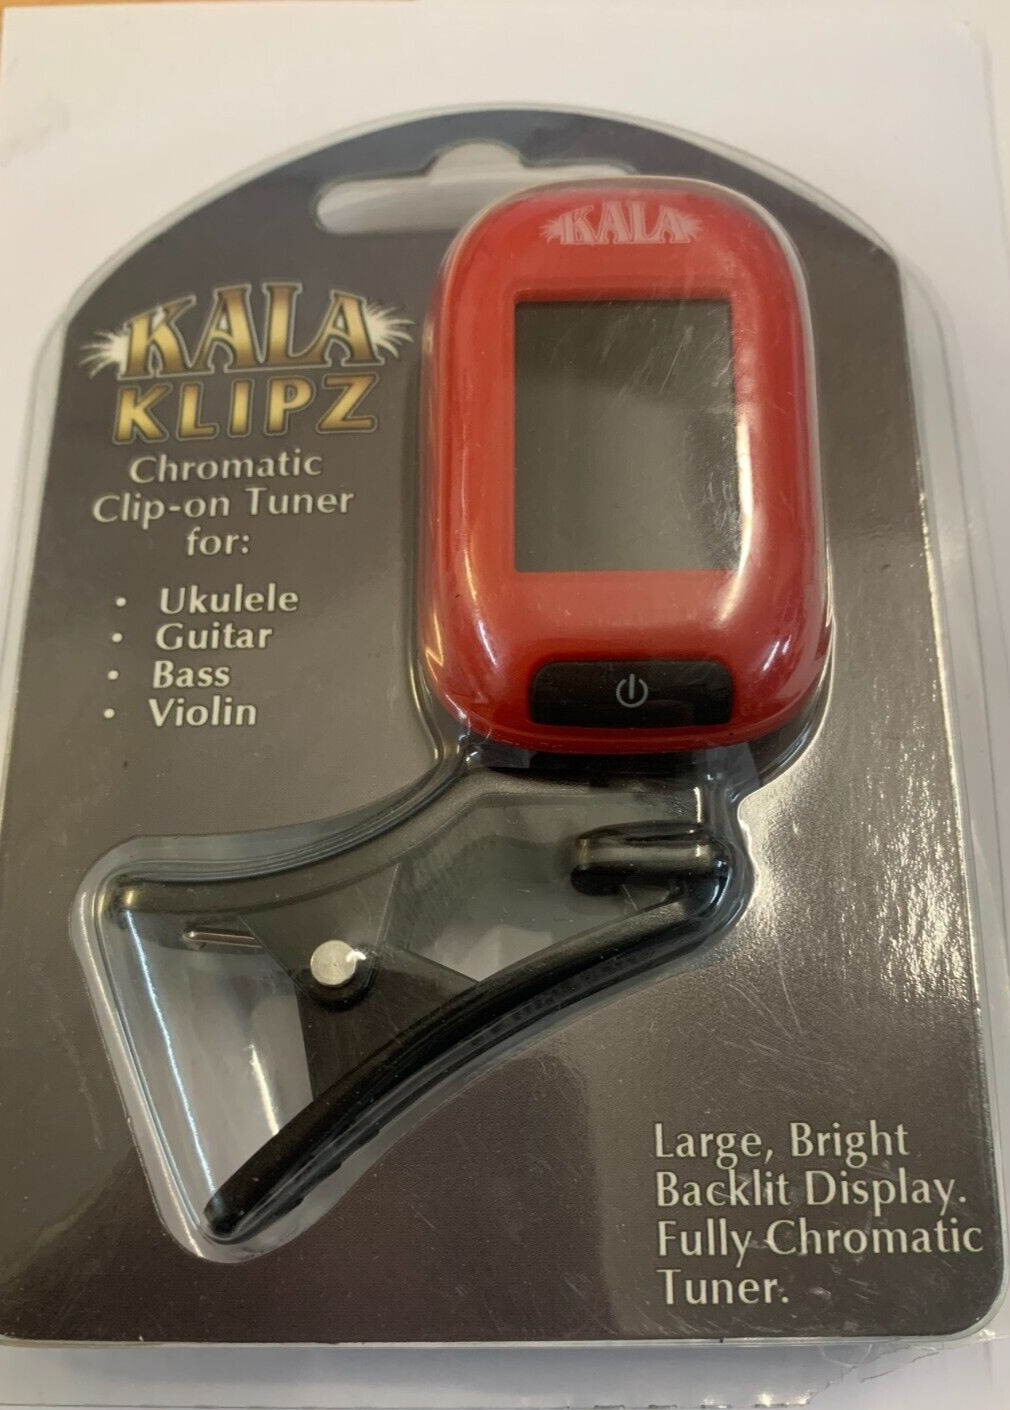 KALA
KALA
KLIPZ
Chromatic
Clip-on Tuner
for:
• Ukulele
• Guitar
• Bass
• Violin
Large, Bright
Backlit Display.
Fully Chromatic
Tuner.